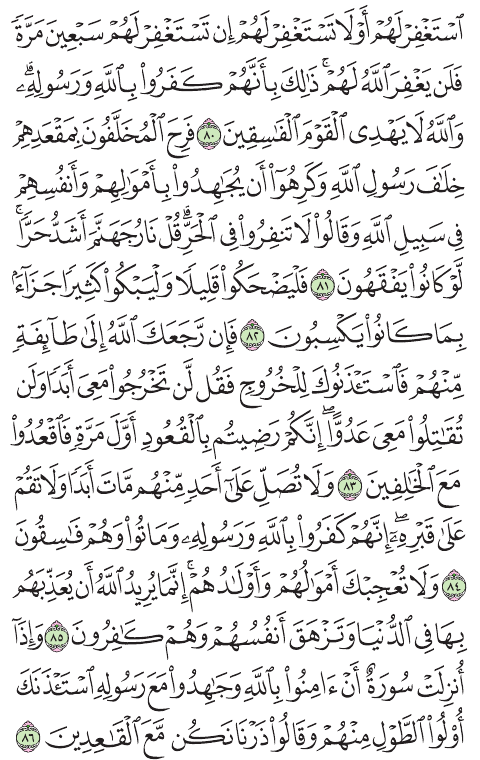 ٱسْتَغْفِرْ لَهُمْ أَوْ لَا تَسْتَغْفِرْ لَهُمْ إِن تَسْتَغْفِرْ لَهُمْ سَبْعِينَ مَرَّةً
فَلَن يَغْفِرَ ٱللَّهُ لَهُمْ ۚ ذَٰلِكَ بِأَنَّهُمْ كَفَرُوا۟ بِٱللَّهِ وَرَسُولِهِۦ ۗ
وَٱللَّهُ لَا يَهْدِى ٱلْقَوْمَ ٱلْفَـٰسِقِينَ ٨٠ فَرِحَ ٱلْمُخَلَّفُونَ بِمَقْعَدِهِمْ
خِلَـٰفَ رَسُولِ ٱللَّهِ وَكَرِهُوٓا۟ أَن يُجَـٰهِدُوا۟ بِأَمْوَٰلِهِمْ وَأَنفُسِهِمْ
فِى سَبِيلِ ٱللَّهِ وَقَالُوا۟ لَا تَنفِرُوا۟ فِى ٱلْحَرِّ ۗ قُلْ نَارُ جَهَنَّمَ أَشَدُّ حَرًّا ۚ
لَّوْ كَانُوا۟ يَفْقَهُونَ ٨١ فَلْيَضْحَكُوا۟ قَلِيلًا وَلْيَبْكُوا۟ كَثِيرًا جَزَآءًۢ
بِمَا كَانُوا۟ يَكْسِبُونَ ٨٢ فَإِن رَّجَعَكَ ٱللَّهُ إِلَىٰ طَآئِفَةٍ
مِّنْهُمْ فَٱسْتَـْٔذَنُوكَ لِلْخُرُوجِ فَقُل لَّن تَخْرُجُوا۟ مَعِىَ أَبَدًا وَلَن
تُقَـٰتِلُوا۟ مَعِىَ عَدُوًّا ۖ إِنَّكُمْ رَضِيتُم بِٱلْقُعُودِ أَوَّلَ مَرَّةٍ فَٱقْعُدُوا۟
مَعَ ٱلْخَـٰلِفِينَ ٨٣ وَلَا تُصَلِّ عَلَىٰٓ أَحَدٍ مِّنْهُم مَّاتَ أَبَدًا وَلَا تَقُمْ
عَلَىٰ قَبْرِهِۦٓ ۖ إِنَّهُمْ كَفَرُوا۟ بِٱللَّهِ وَرَسُولِهِۦ وَمَاتُوا۟ وَهُمْ فَـٰسِقُونَ
٨٤ وَلَا تُعْجِبْكَ أَمْوَٰلُهُمْ وَأَوْلَـٰدُهُمْ ۚ إِنَّمَا يُرِيدُ ٱللَّهُ أَن يُعَذِّبَهُم
بِهَا فِى ٱلدُّنْيَا وَتَزْهَقَ أَنفُسُهُمْ وَهُمْ كَـٰفِرُونَ ٨٥ وَإِذَآ
أُنزِلَتْ سُورَةٌ أَنْ ءَامِنُوا۟ بِٱللَّهِ وَجَـٰهِدُوا۟ مَعَ رَسُولِهِ ٱسْتَـْٔذَنَكَ
أُو۟لُوا۟ ٱلطَّوْلِ مِنْهُمْ وَقَالُوا۟ ذَرْنَا نَكُن مَّعَ ٱلْقَـٰعِدِينَ ٨٦